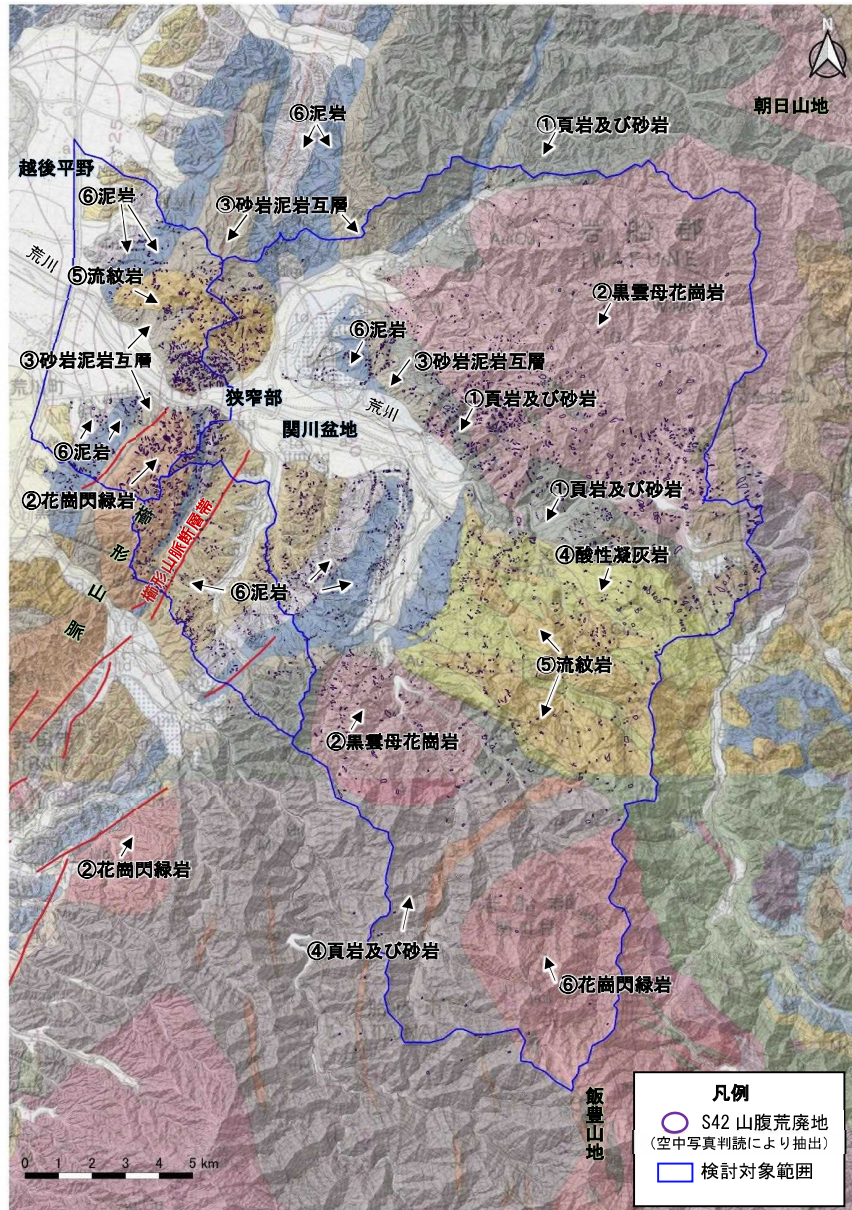 N
朝日山地
⑥泥岩
①頁岩及び砂岩
越後平野
⑥泥岩
③砂岩泥岩互層
岩船郡
IWAFUNE
荒川
⑤流紋岩
②黒雲母花崗岩
⑥泥岩
③砂岩泥岩互層
③砂岩泥岩互層
荒川町
狭窄部
荒川
①頁岩及び砂岩
関川盆地
⑥泥岩
②花崗閃緑岩
①頁岩及び砂岩
櫛形山脈
櫛形山脈断層帯
④酸性凝灰岩
⑥泥岩
⑤流紋岩
②黒雲母花崗岩
②花崗閃緑岩
④頁岩及び砂岩
⑥花崗閃緑岩
飯豊山地
凡例
S42 山腹荒廃地
(空中写真判読により抽出)
検討対象範囲
0 1 2 3 4 5 km